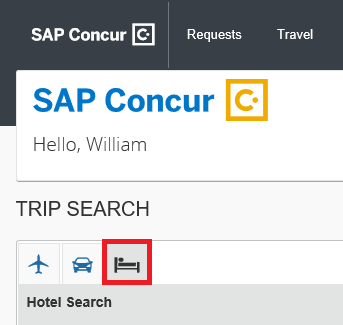 SAP Concur C Requests Travel
SAP Concur C
Hello, William
TRIP SEARCH
Hotel Search